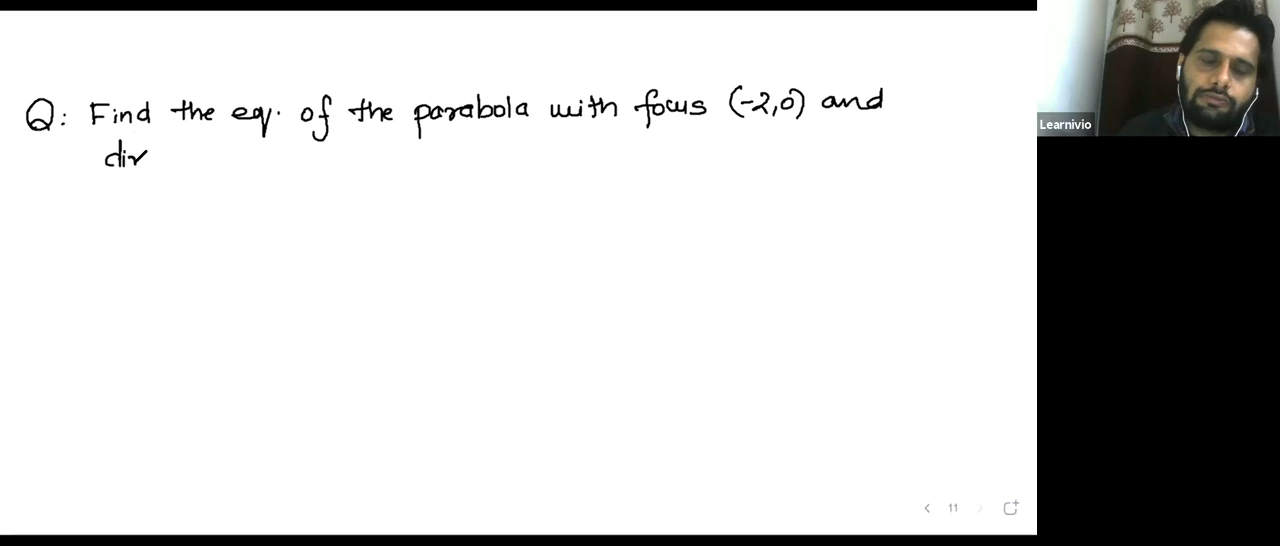 Q: Find the eq. of the parabola with focus (-2,0) and
dir
Learnivio
11